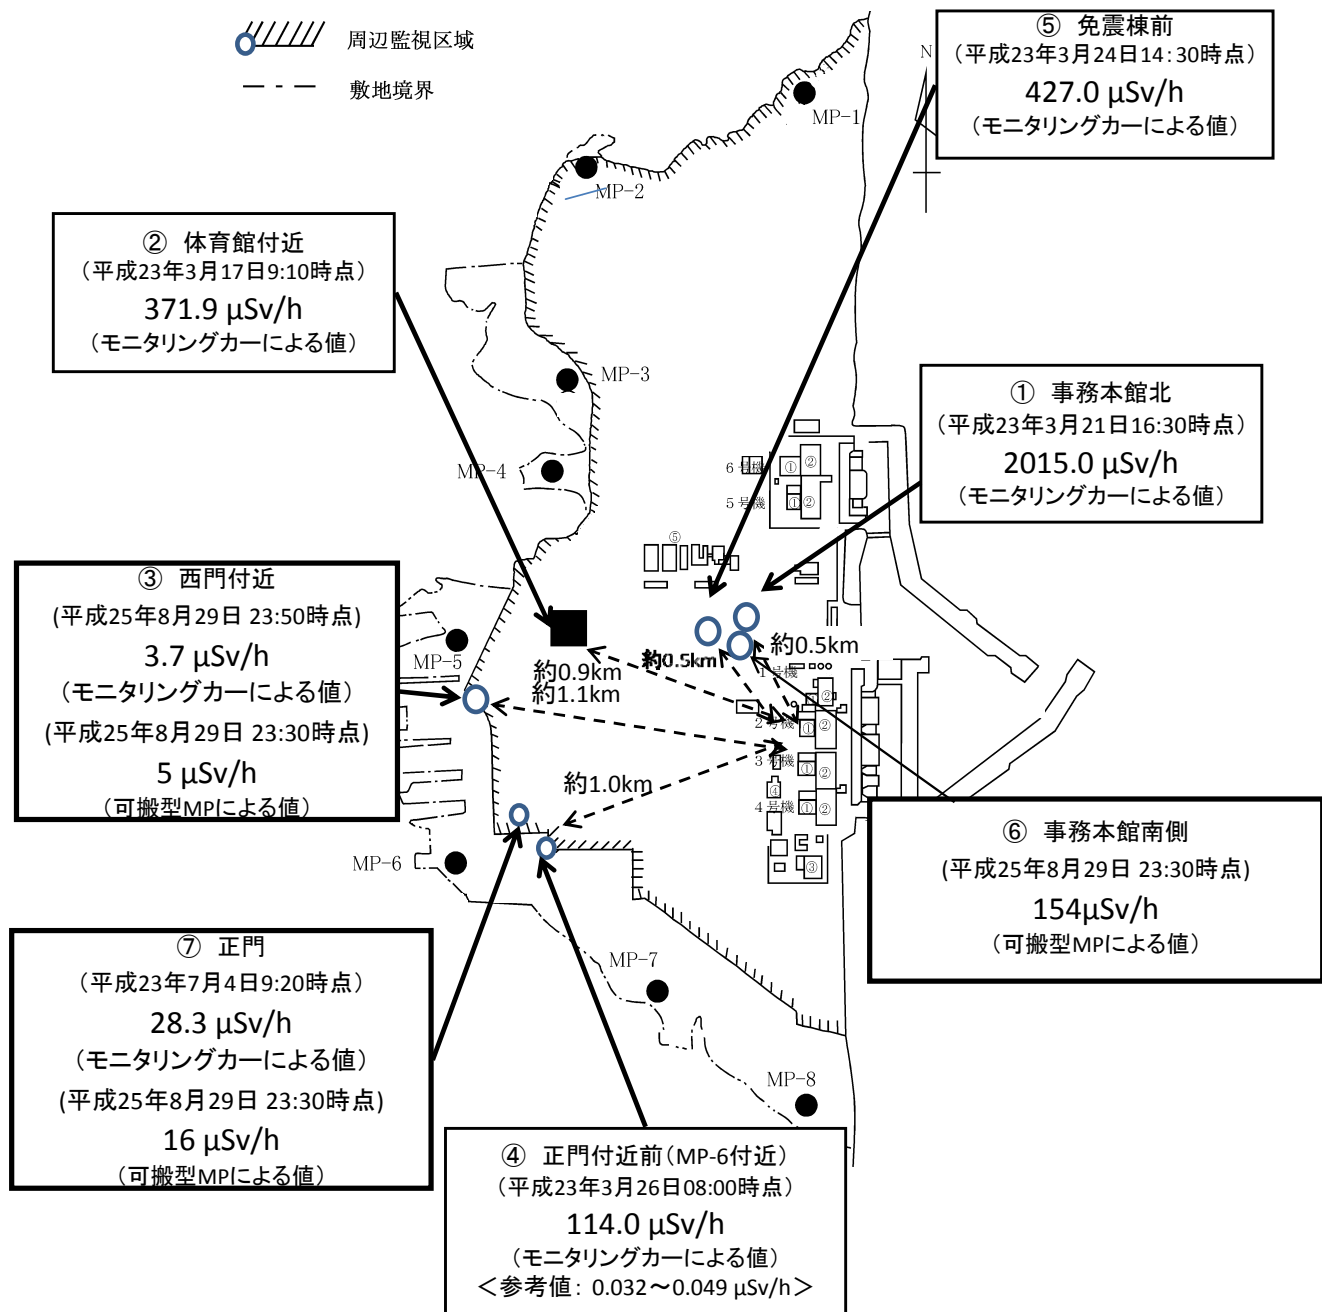 周辺監視区域
敷地境界
⑤ 免震棟前
（平成23年3月24日14:30時点）
427.0 μSv/h
（モニタリングカーによる値）
N
MP-1
MP-2
② 体育館付近
（平成23年3月17日9:10時点）
371.9 μSv/h
（モニタリングカーによる値）
MP-3
① 事務本館北
（平成23年3月21日16:30時点）
2015.0 μSv/h
（モニタリングカーによる値）
MP-4
6号機
① ②
5号機
① ②
⑤
③ 西門付近
(平成25年8月29日 23:50時点)
3.7 μSv/h
（モニタリングカーによる値）
(平成25年8月29日 23:30時点)
5 μSv/h
（可搬型MPによる値）
MP-5
約0.9km
約1.1km
約0.5km
約0.5km
1号機
②
2号機
① ②
3号機
① ②
約1.0km
④
4号機
① ②
③
MP-6
⑥ 事務本館南側
(平成25年8月29日 23:30時点)
154μSv/h
（可搬型MPによる値）
⑦ 正門
（平成23年7月4日9:20時点）
28.3 μSv/h
（モニタリングカーによる値）
(平成25年8月29日 23:30時点)
16 μSv/h
（可搬型MPによる値）
MP-7
MP-8
④ 正門付近前（MP-6付近）
（平成23年3月26日08:00時点）
114.0 μSv/h
（モニタリングカーによる値）
＜参考値：0.032～0.049 μSv/h＞